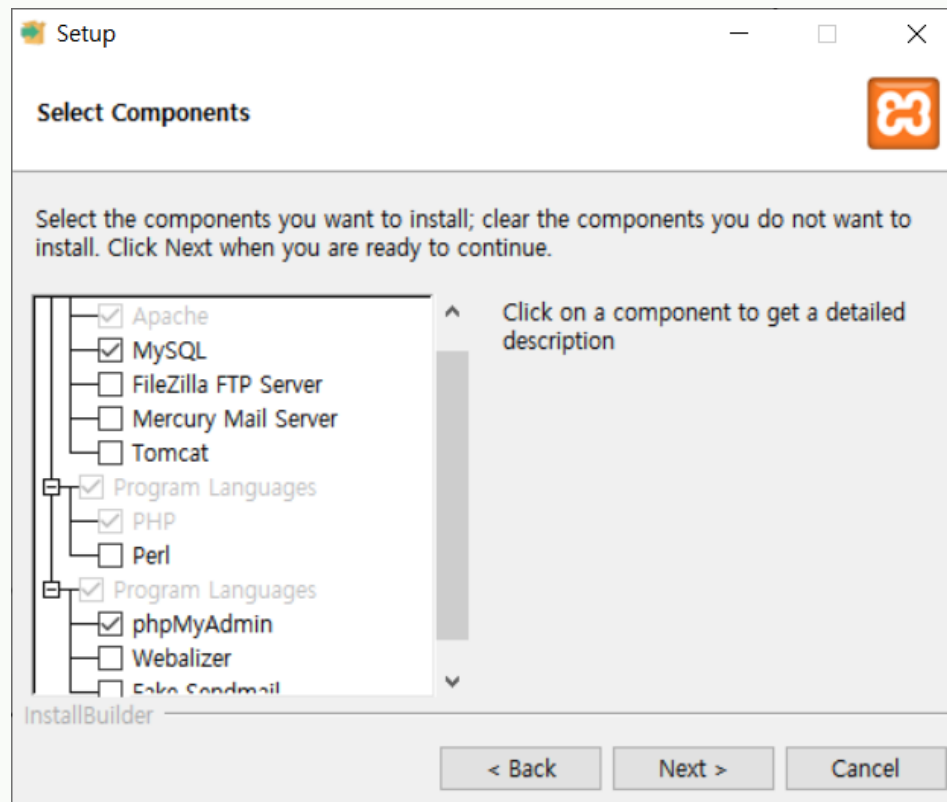 Setup
Select Components
Select the components you want to install; clear the components you do not want to
install. Click Next when you are ready to continue.
Apache
MySQL
FileZilla FTP Server
Mercury Mail Server
Tomcat
Program Languages
PHP
Perl
Program Languages
phpMyAdmin
Webalizer
Fake Sendmail
Click on a component to get a detailed
description
InstallBuilder
< Back
Next >
Cancel